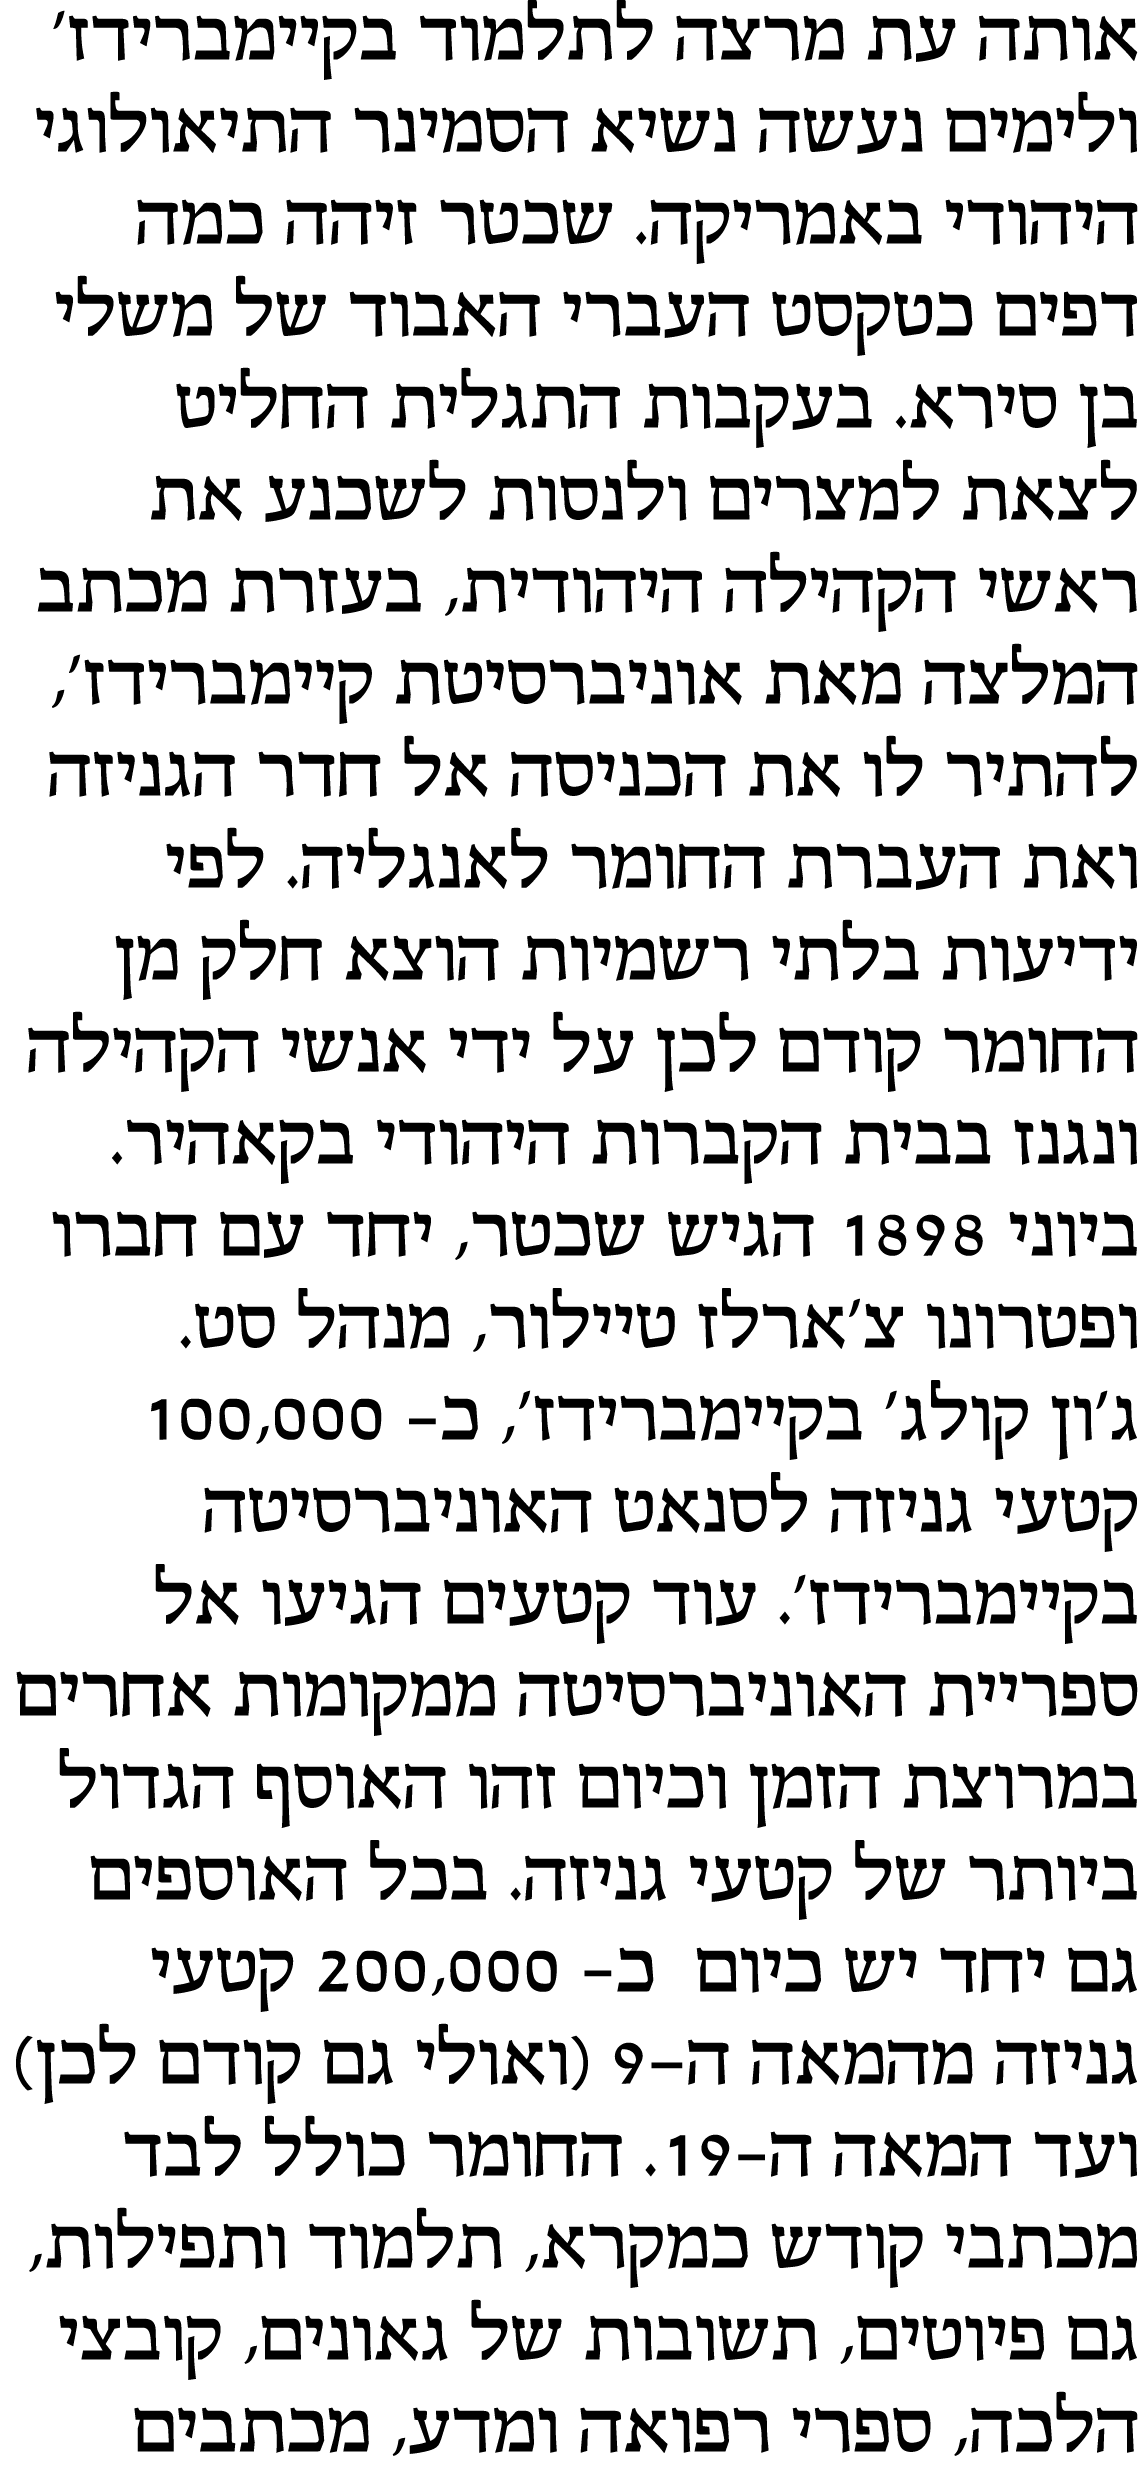 אותה עת מרצה לתלמוד בקיימברידז'
ולימים נעשה נשיא הסמינר התיאולוגי
היהודי באמריקה. שכטר זיהה כמה
דפים כטקסט העברי האבוד של משלי
בן סירא. בעקבות התגלית החליט
לצאת למצרים ולנסות לשכנע את
ראשי הקהילה היהודית, בעזרת מכתב
המלצה מאת אוניברסיטת קיימברידז',
להתיר לו את הכניסה אל חדר הגניזה
ואת העברת החומר לאנגליה. לפי
ידיעות בלתי רשמיות הוצא חלק מן
החומר קודם לכן על ידי אנשי הקהילה
ונגנז בבית הקברות היהודי בקאהיר.
ביוני 1898 הגיש שכטר, יחד עם חברו
ופטרונו צ'ארלז טיילור, מנהל סט.
ג'ון קולג' בקיימברידז', כ- 100,000
קטעי גניזה לסנאט האוניברסיטה
בקיימברידז'. עוד קטעים הגיעו אל
ספריית האוניברסיטה ממקומות אחרים
במרוצת הזמן וכיום זהו האוסף הגדול
ביותר של קטעי גניזה. בכל האוספים
גם יחד יש כיום  כ- 200,000 קטעי
גניזה מהמאה ה-9 (ואולי גם קודם לכן)
ועד המאה ה-19. החומר כולל לבד
מכתבי קודש כמקרא, תלמוד ותפילות,
גם פיוטים, תשובות של גאונים, קובצי
הלכה, ספרי רפואה ומדע, מכתבים